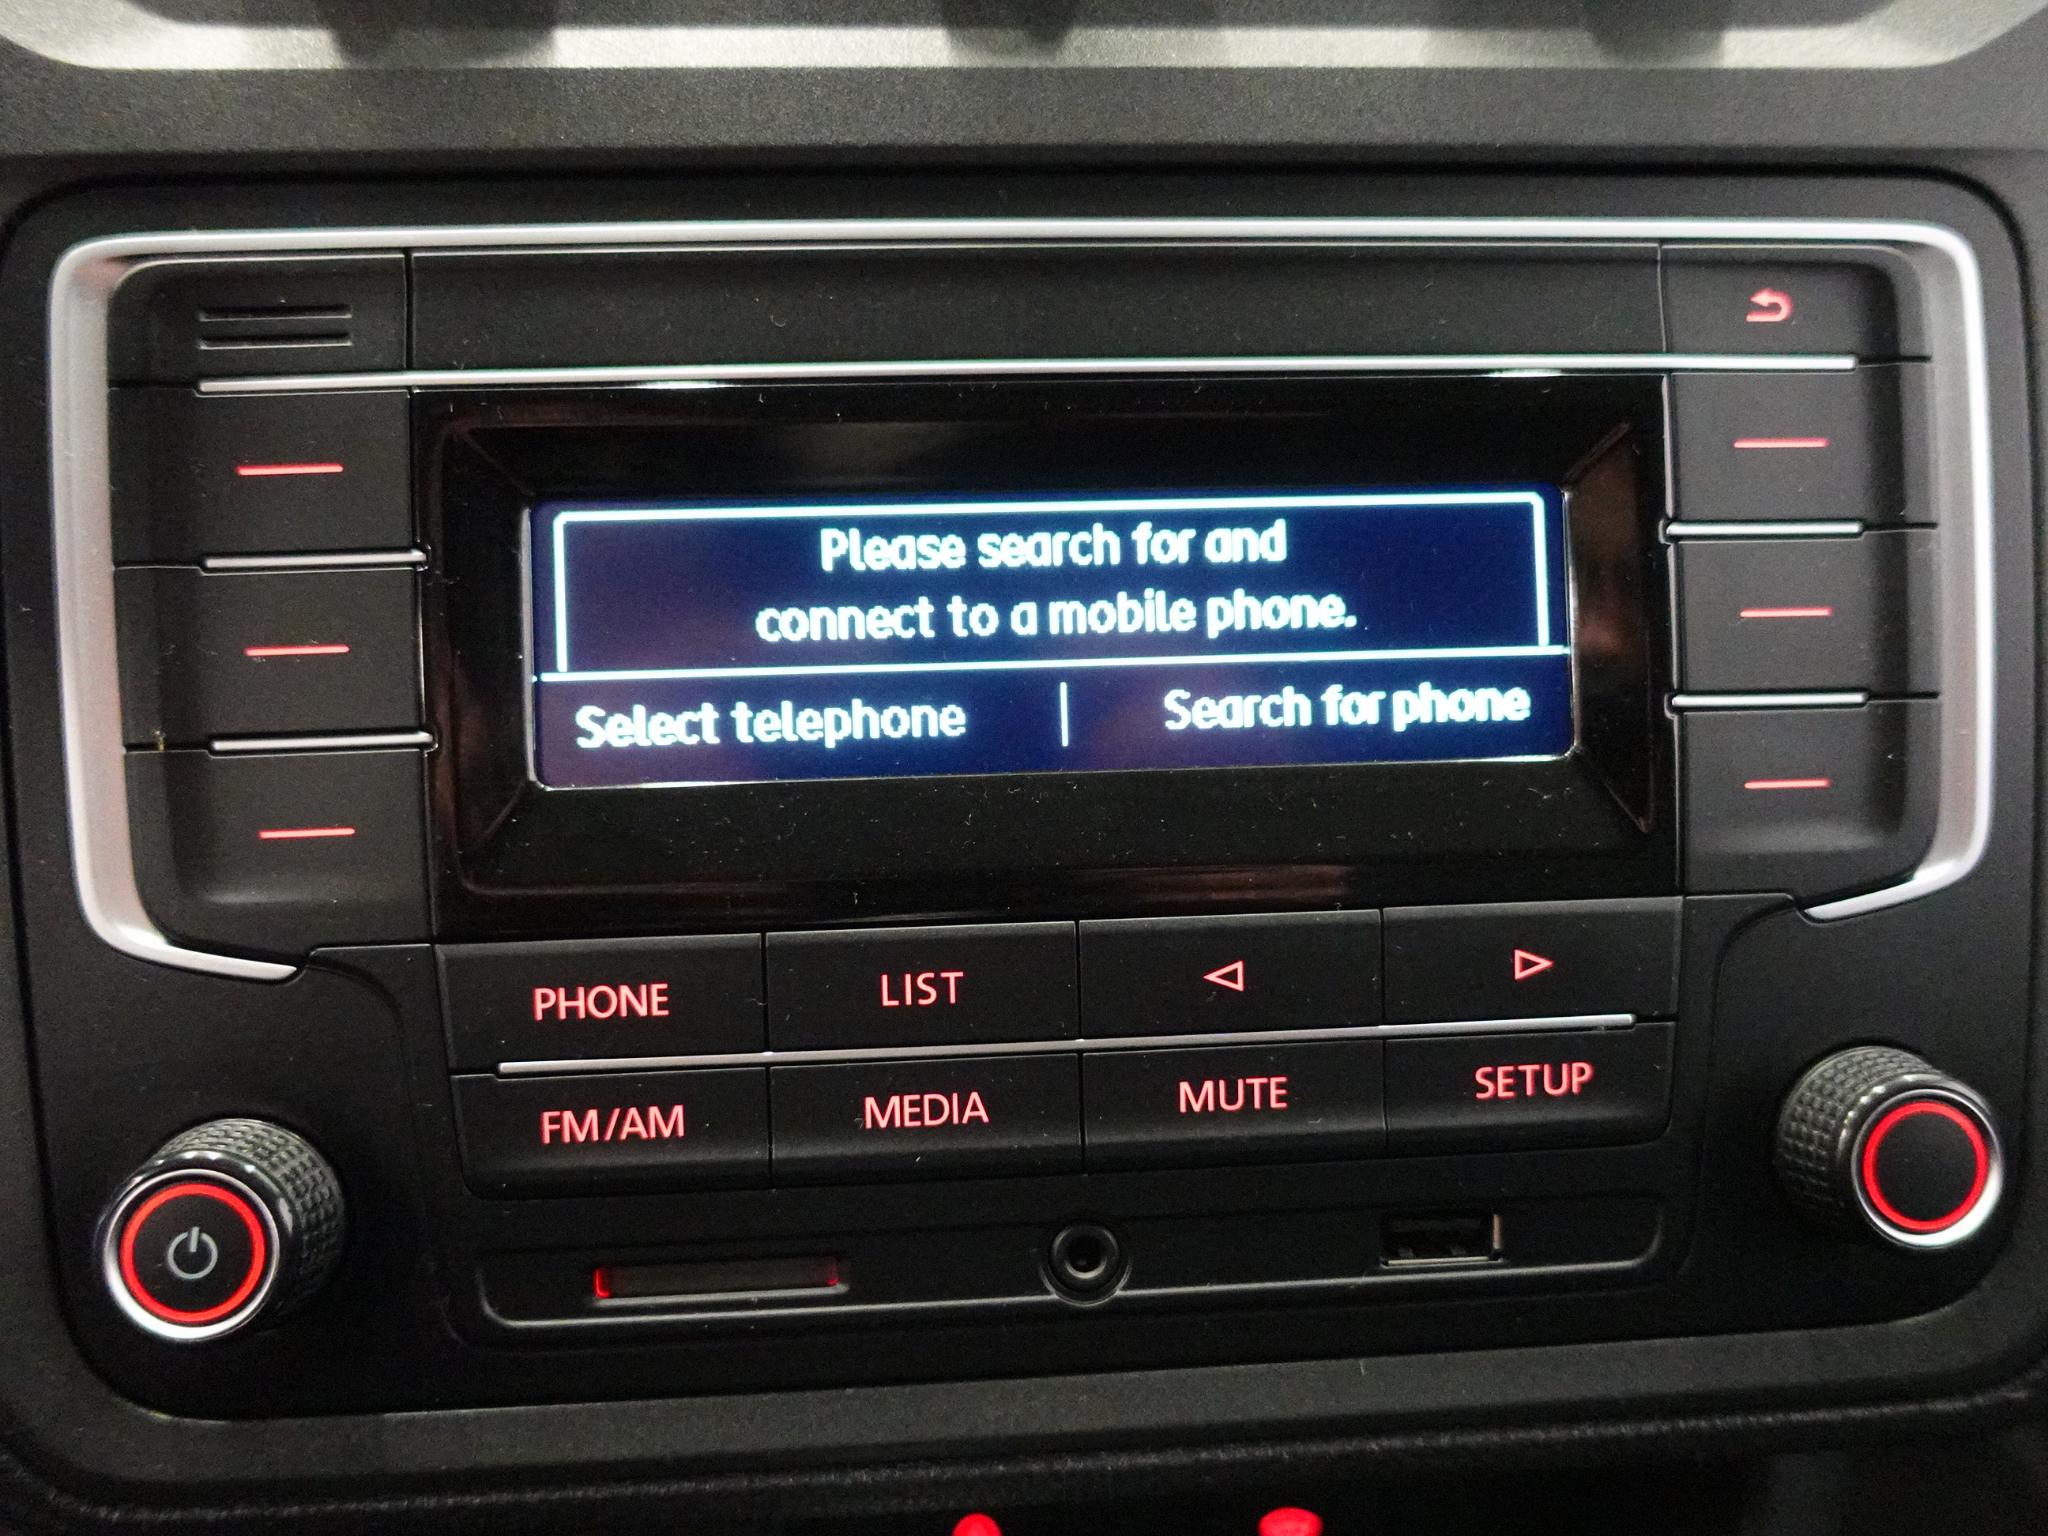 Please search for and
connect to a mobile phone.
Select telephone | Search for phone
PHONE LIST
FM/AM MEDIA MUTE SETUP